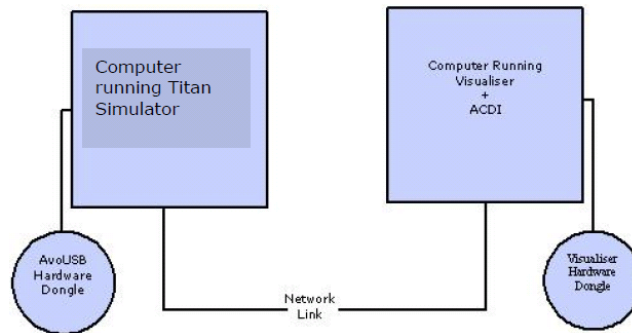 Computer
running Titan
Simulator
Computer Running
Visualiser
+
ACDI
AvoUSB
Hardware
Dongle
Visualiser
Hardware
Dongle
Network
Link